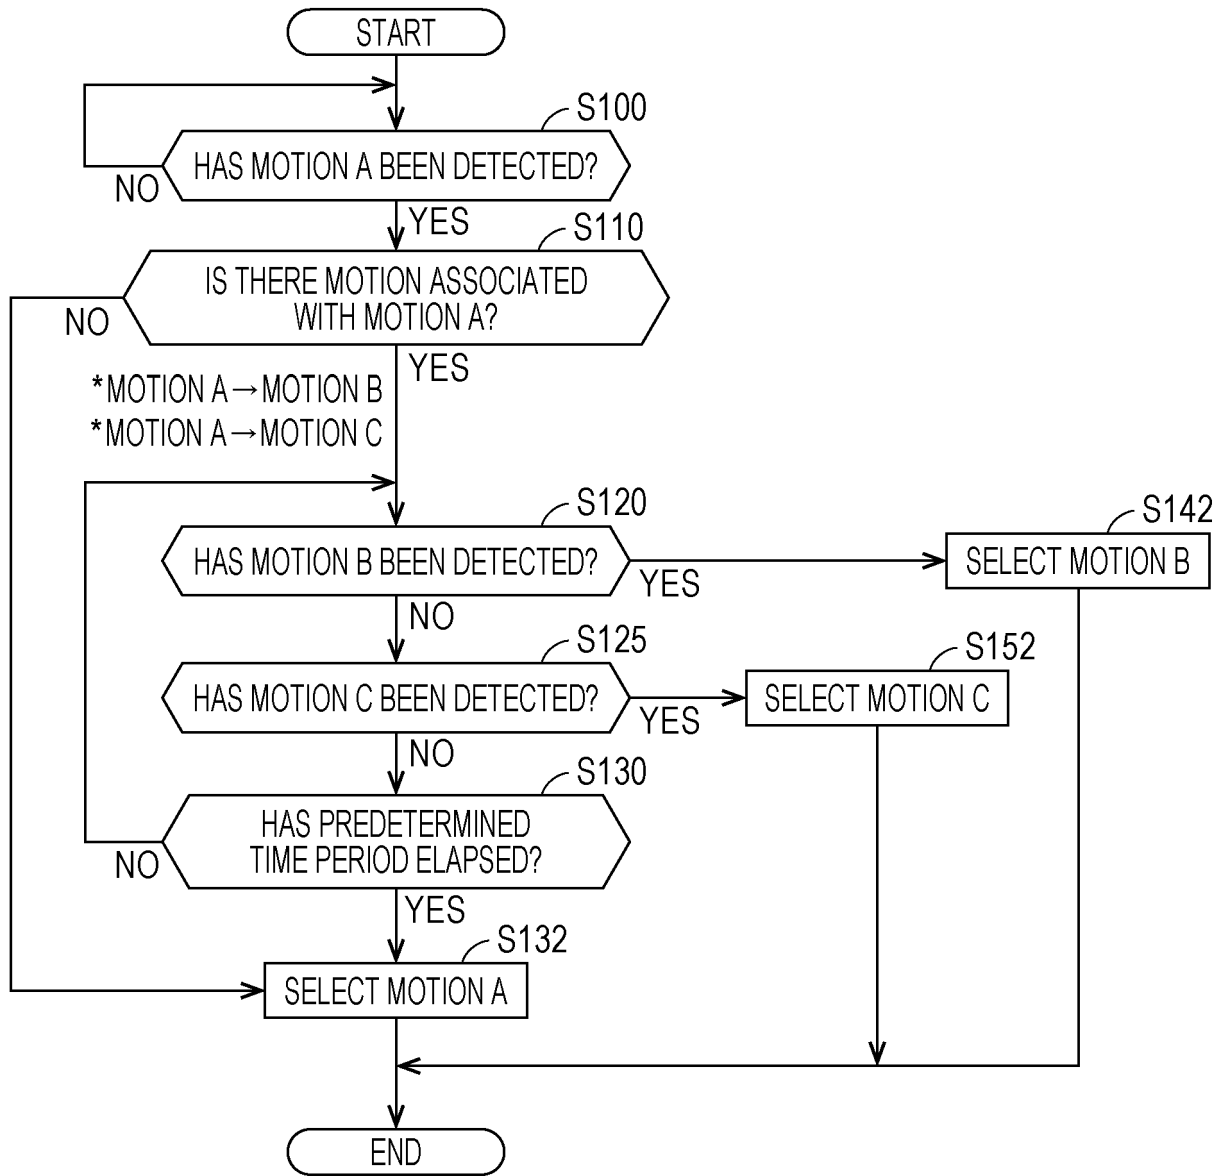 START
S100
HAS MOTION A BEEN DETECTED?
NO
YES
S110
IS THERE MOTION ASSOCIATED
WITH MOTION A?
NO
YES
*MOTION A→MOTION B
*MOTION A→MOTION C
S120
HAS MOTION B BEEN DETECTED?
YES
S142
SELECT MOTION B
NO
S125
HAS MOTION C BEEN DETECTED?
YES
S152
SELECT MOTION C
NO
S130
HAS PREDETERMINED
TIME PERIOD ELAPSED?
NO
YES
S132
SELECT MOTION A
END